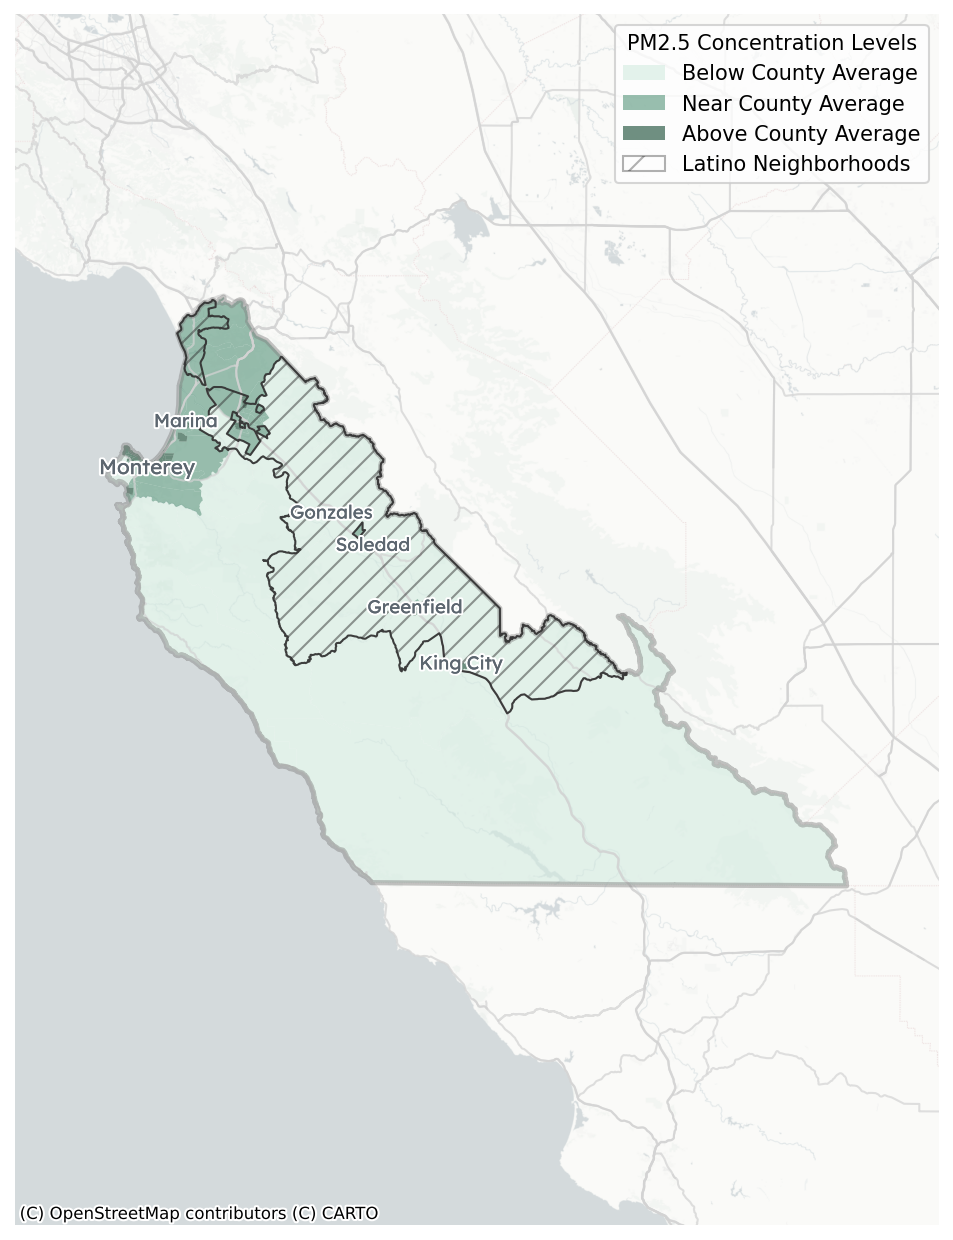 PM2.5 Concentration Levels
Below County Average
Near County Average
Above County Average
Latino Neighborhoods
Marina
Monterey
Gonzales
Soledad
Greenfield
King City
(C) OpenStreetMap contributors (C) CARTO